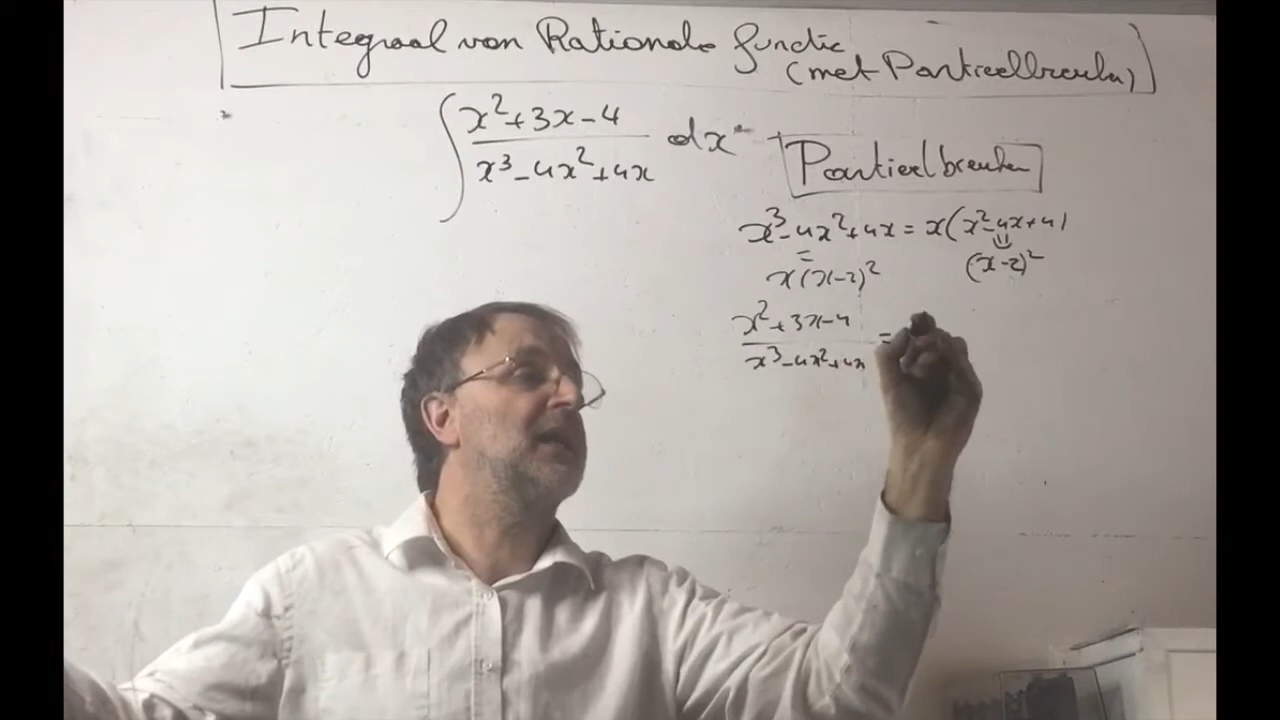 Integraal van Rationale functie
(met Partieelbreuken)
∫ x²+3x-4 / x³-4x²+4x dx
Partieelbreuken
x³-4x²+4x = x(x²-4x+4)
= x(x-2)²
= (x-2)²
x²+3x-4 / x³-4x²+4x =